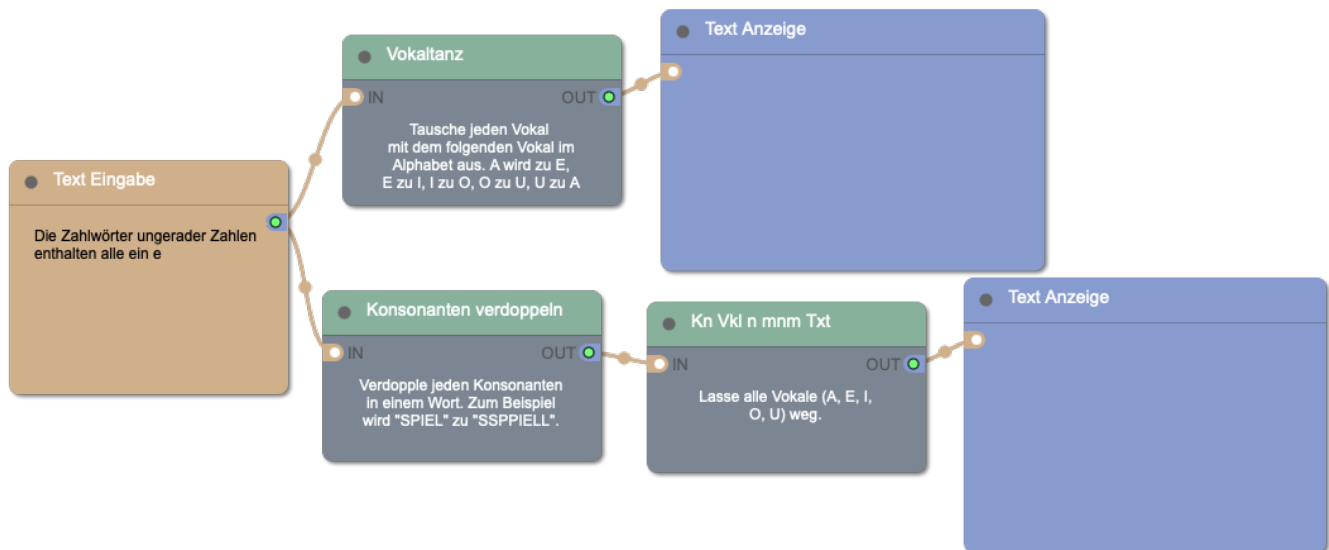 Text Anzeige
Vokaltanz
IN
OUT
Tausche jeden Vokal
mit dem folgenden Vokal im
Alphabet aus. A wird zu E,
E zu I, I zu O, O zu U, U zu A
Text Eingabe
Die Zahlwörter ungerader Zahlen
enthalten alle ein e
Konsonanten verdoppeln
IN
OUT
Verdopple jeden Konsonanten
in einem Wort. Zum Beispiel
wird "SPIEL" zu "SSPPIELL".
Kn Vkl n mnm Txt
IN
OUT
Lasse alle Vokale (A, E, I,
O, U) weg.
Text Anzeige